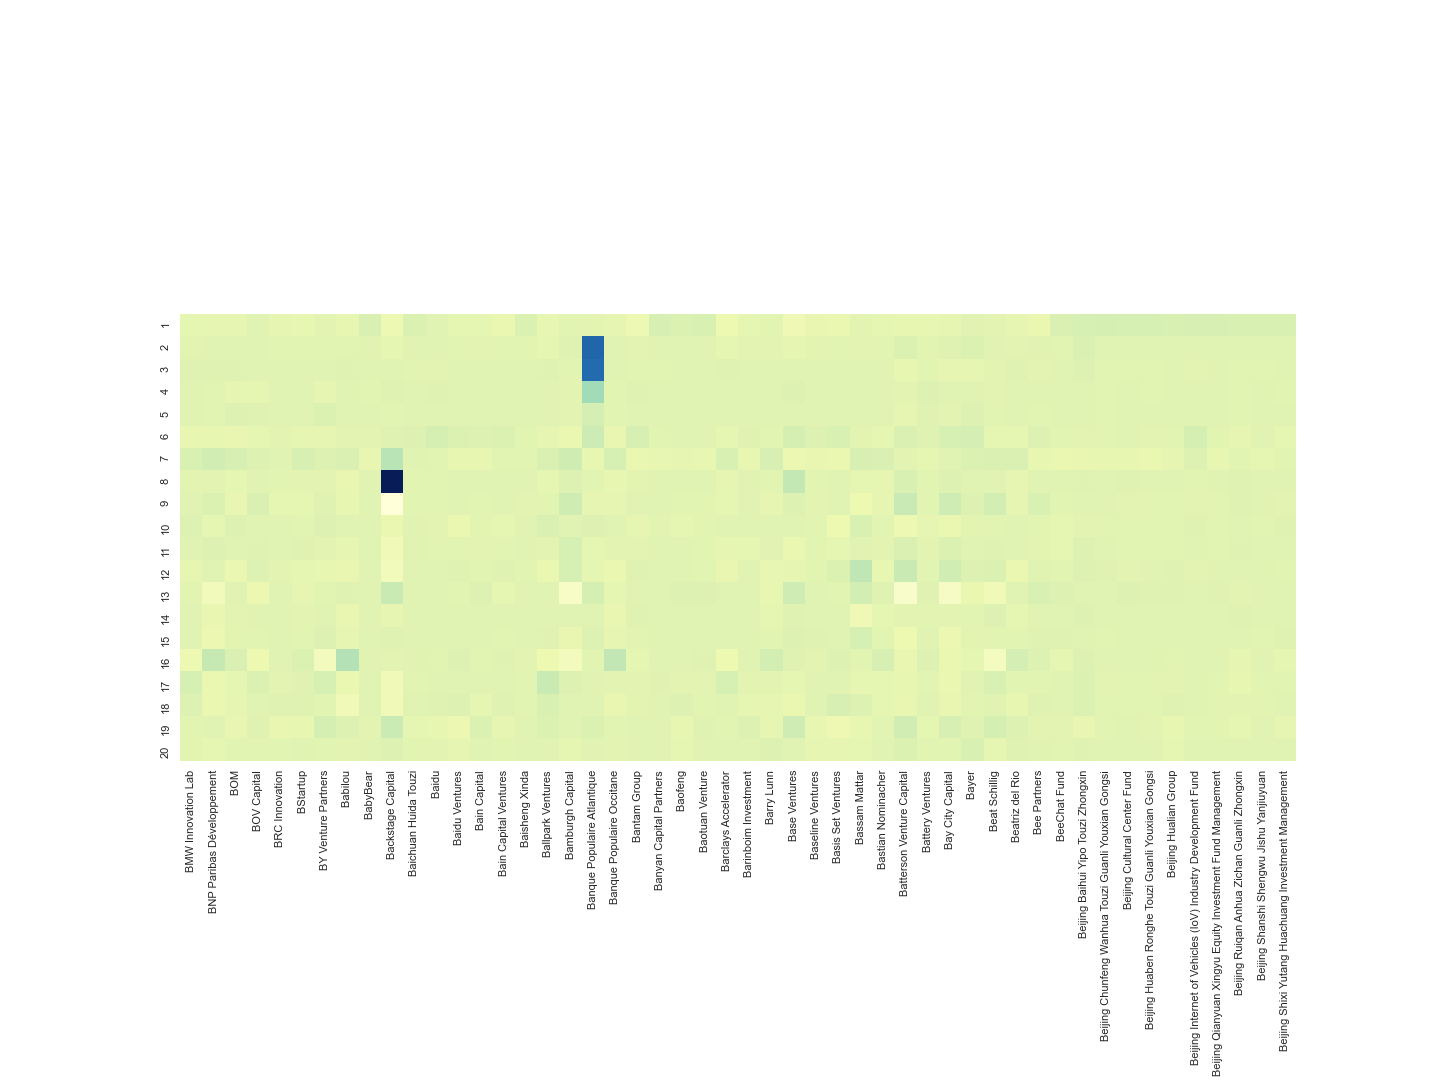 1
2
3
4
5
6
7
8
9
10
11
12
13
14
15
16
17
18
19
20
BMW Innovation Lab
BNP Paribas Développement
BOM
BOV Capital
BRC Innovation
BStartup
BY Venture Partners
Babilou
BabyBear
Backstage Capital
Baichuan Huida Touzi
Baidu
Baidu Ventures
Bain Capital
Bain Capital Ventures
Baisheng Xinda
Ballpark Ventures
Bamburgh Capital
Banque Populaire Atlantique
Banque Populaire Occitane
Bantam Group
Banyan Capital Partners
Baofeng
Baotuan Venture
Barclays Accelerator
Barinboim Investment
Barry Lunn
Base Ventures
Baseline Ventures
Basis Set Ventures
Bassam Mattar
Bastian Nominacher
Batterson Venture Capital
Battery Ventures
Bay City Capital
Bayer
Beat Schillig
Beatriz del Rio
Bee Partners
BeeChat Fund
Beijing Baihui Yipo Touzi Zhongxin
Beijing Chunfeng Wanhua Touzi Guanli Youxian Gongsi
Beijing Cultural Center Fund
Beijing Huaben Ronghe Touzi Guanli Youxian Gongsi
Beijing Hualian Group
Beijing Internet of Vehicles (IoV) Industry Development Fund
Beijing Qianyuan Xingyu Equity Investment Fund Management
Beijing Ruiqan Anhua Zichan Guanli Zhongxin
Beijing Shanshi Shengwu Jishu Yanjiuyuan
Beijing Shixi Yutang Huachuang Investment Management